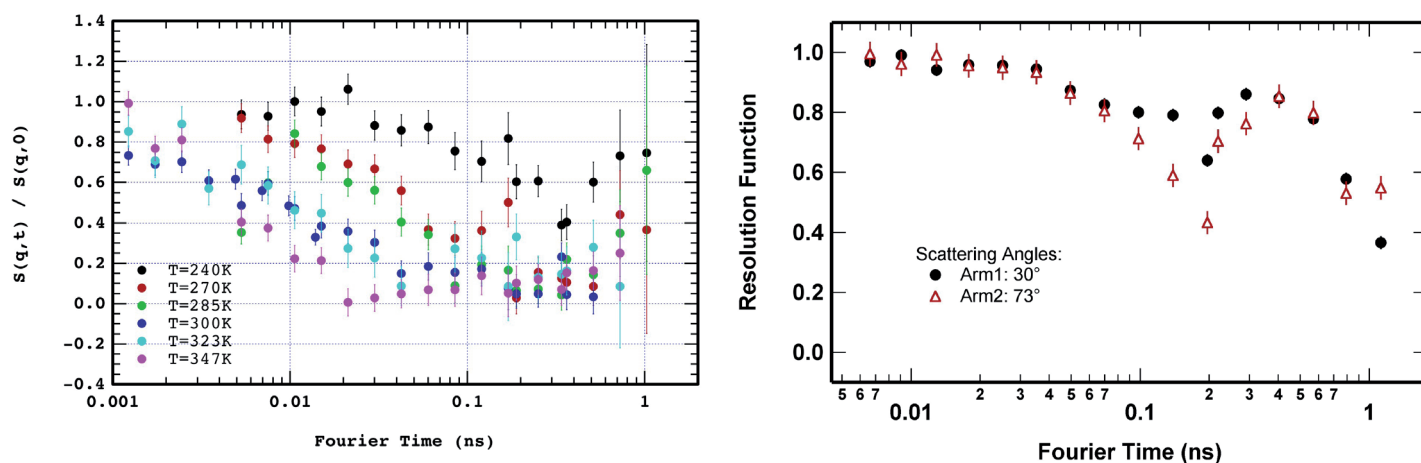 S(q,t) / S(q,0)
1.4
1.2
1.0
0.8
0.6
0.4
0.2
0.0
-0.2
-0.4
T=240K
T=270K
T=285K
T=300K
T=323K
T=347K
0.001
0.01
0.1
1
Fourier Time (ns)
Resolution Function
1.0
0.8
0.6
0.4
0.2
0.0
Scattering Angles:
Arm1: 30°
Arm2: 73°
5 6 7 2 3 4 5 6 7 2 3 4 5 6 7
0.01 0.1 1
Fourier Time (ns)